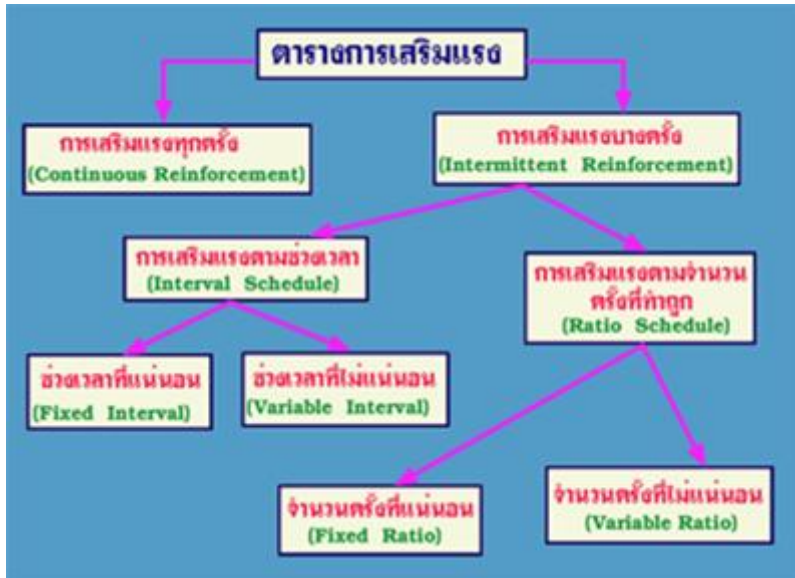 ตารางการเสริมแรง
การเสริมแรงทุกครั้ง
(Continuous Reinforcement)
การเสริมแรงบางครั้ง
(Intermittent Reinforcement)
การเสริมแรงตามช่วงเวลา
(Interval Schedule)
การเสริมแรงตามจำนวน
ครั้งที่ทำถูก
(Ratio Schedule)
ช่วงเวลาที่แน่นอน
(Fixed Interval)
ช่วงเวลาที่ไม่แน่นอน
(Variable Interval)
จำนวนครั้งที่แน่นอน
(Fixed Ratio)
จำนวนครั้งที่ไม่แน่นอน
(Variable Ratio)